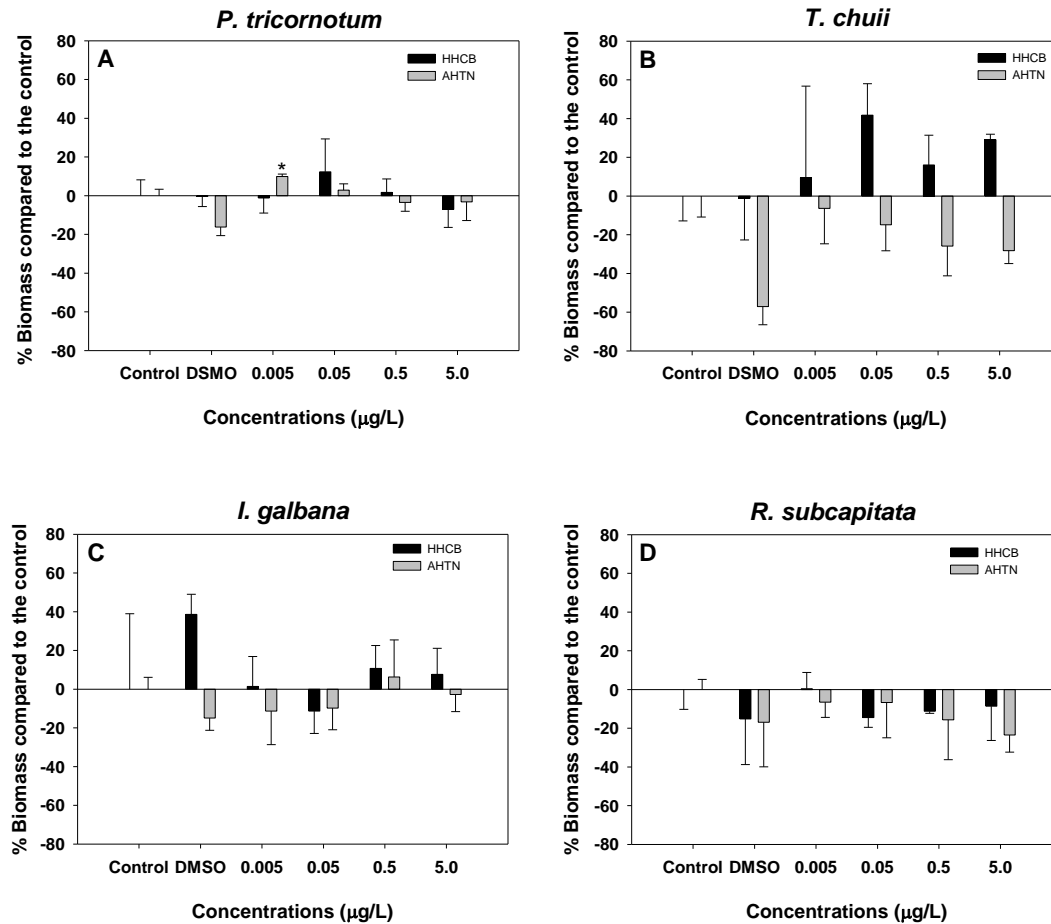 P. tricornotum
A
HHCB
AHTN
% Biomass compared to the control
80
60
40
20
0
-20
-40
-60
-80
*
Control DSMO 0.005 0.05 0.5 5.0
Concentrations (µg/L)
T. chuii
B
HHCB
AHTN
% Biomass compared to the control
80
60
40
20
0
-20
-40
-60
-80
Control DSMO 0.005 0.05 0.5 5.0
Concentrations (µg/L)
I. galbana
C
HHCB
AHTN
% Biomass compared to the control
80
60
40
20
0
-20
-40
-60
-80
Control DMSO 0.005 0.05 0.5 5.0
Concentrations (µg/L)
R. subcapitata
D
HHCB
AHTN
% Biomass compared to the control
80
60
40
20
0
-20
-40
-60
-80
Control DMSO 0.005 0.05 0.5 5.0
Concentrations (µg/L)